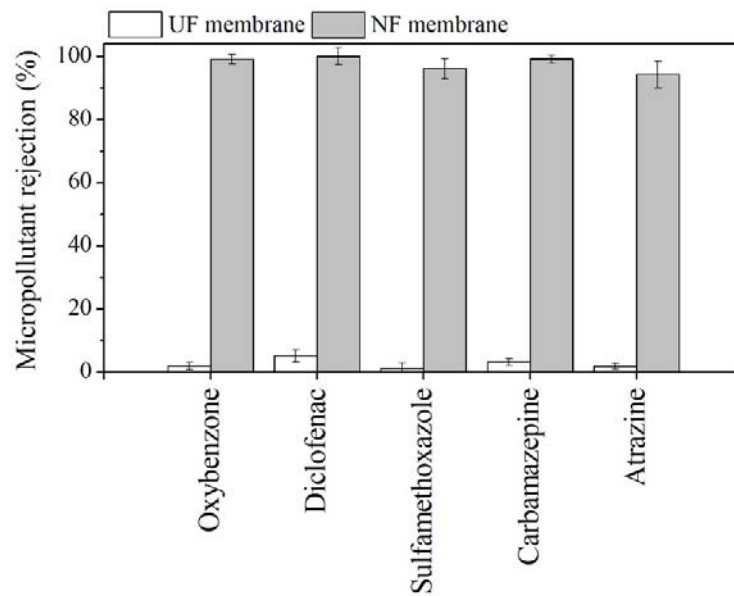 UF membrane NF membrane
Micropollutant rejection (%)
100
80
60
40
20
0
Oxybenzone
Diclofenac
Sulfamethoxazole
Carbamazepine
Atrazine